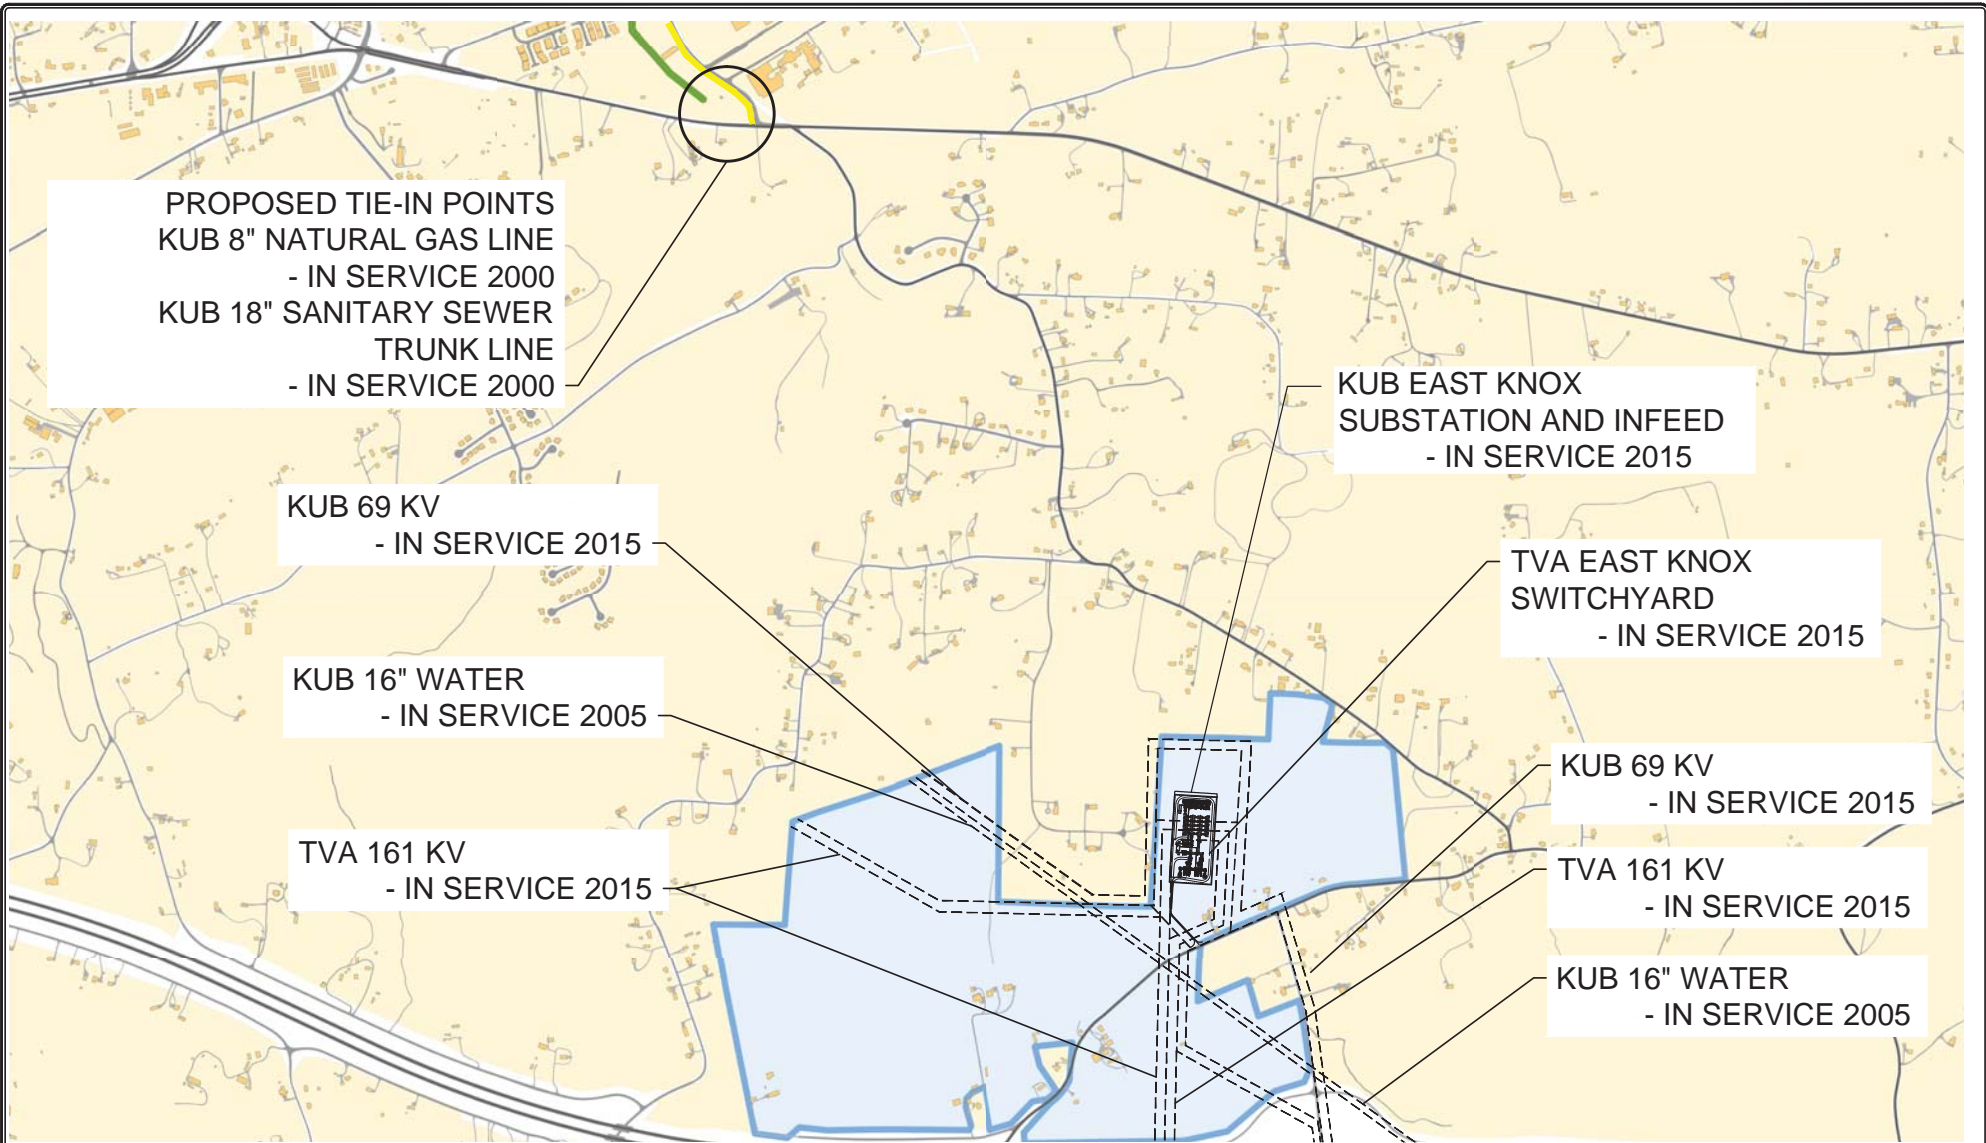 PROPOSED TIE-IN POINTS
KUB 8" NATURAL GAS LINE
- IN SERVICE 2000
KUB 18" SANITARY SEWER
TRUNK LINE
- IN SERVICE 2000
KUB EAST KNOX
SUBSTATION AND INFEED
- IN SERVICE 2015
KUB 69 KV
- IN SERVICE 2015
TVA EAST KNOX
SWITCHYARD
- IN SERVICE 2015
KUB 16" WATER
- IN SERVICE 2005
KUB 69 KV
- IN SERVICE 2015
TVA 161 KV
- IN SERVICE 2015
TVA 161 KV
- IN SERVICE 2015
KUB 16" WATER
- IN SERVICE 2005